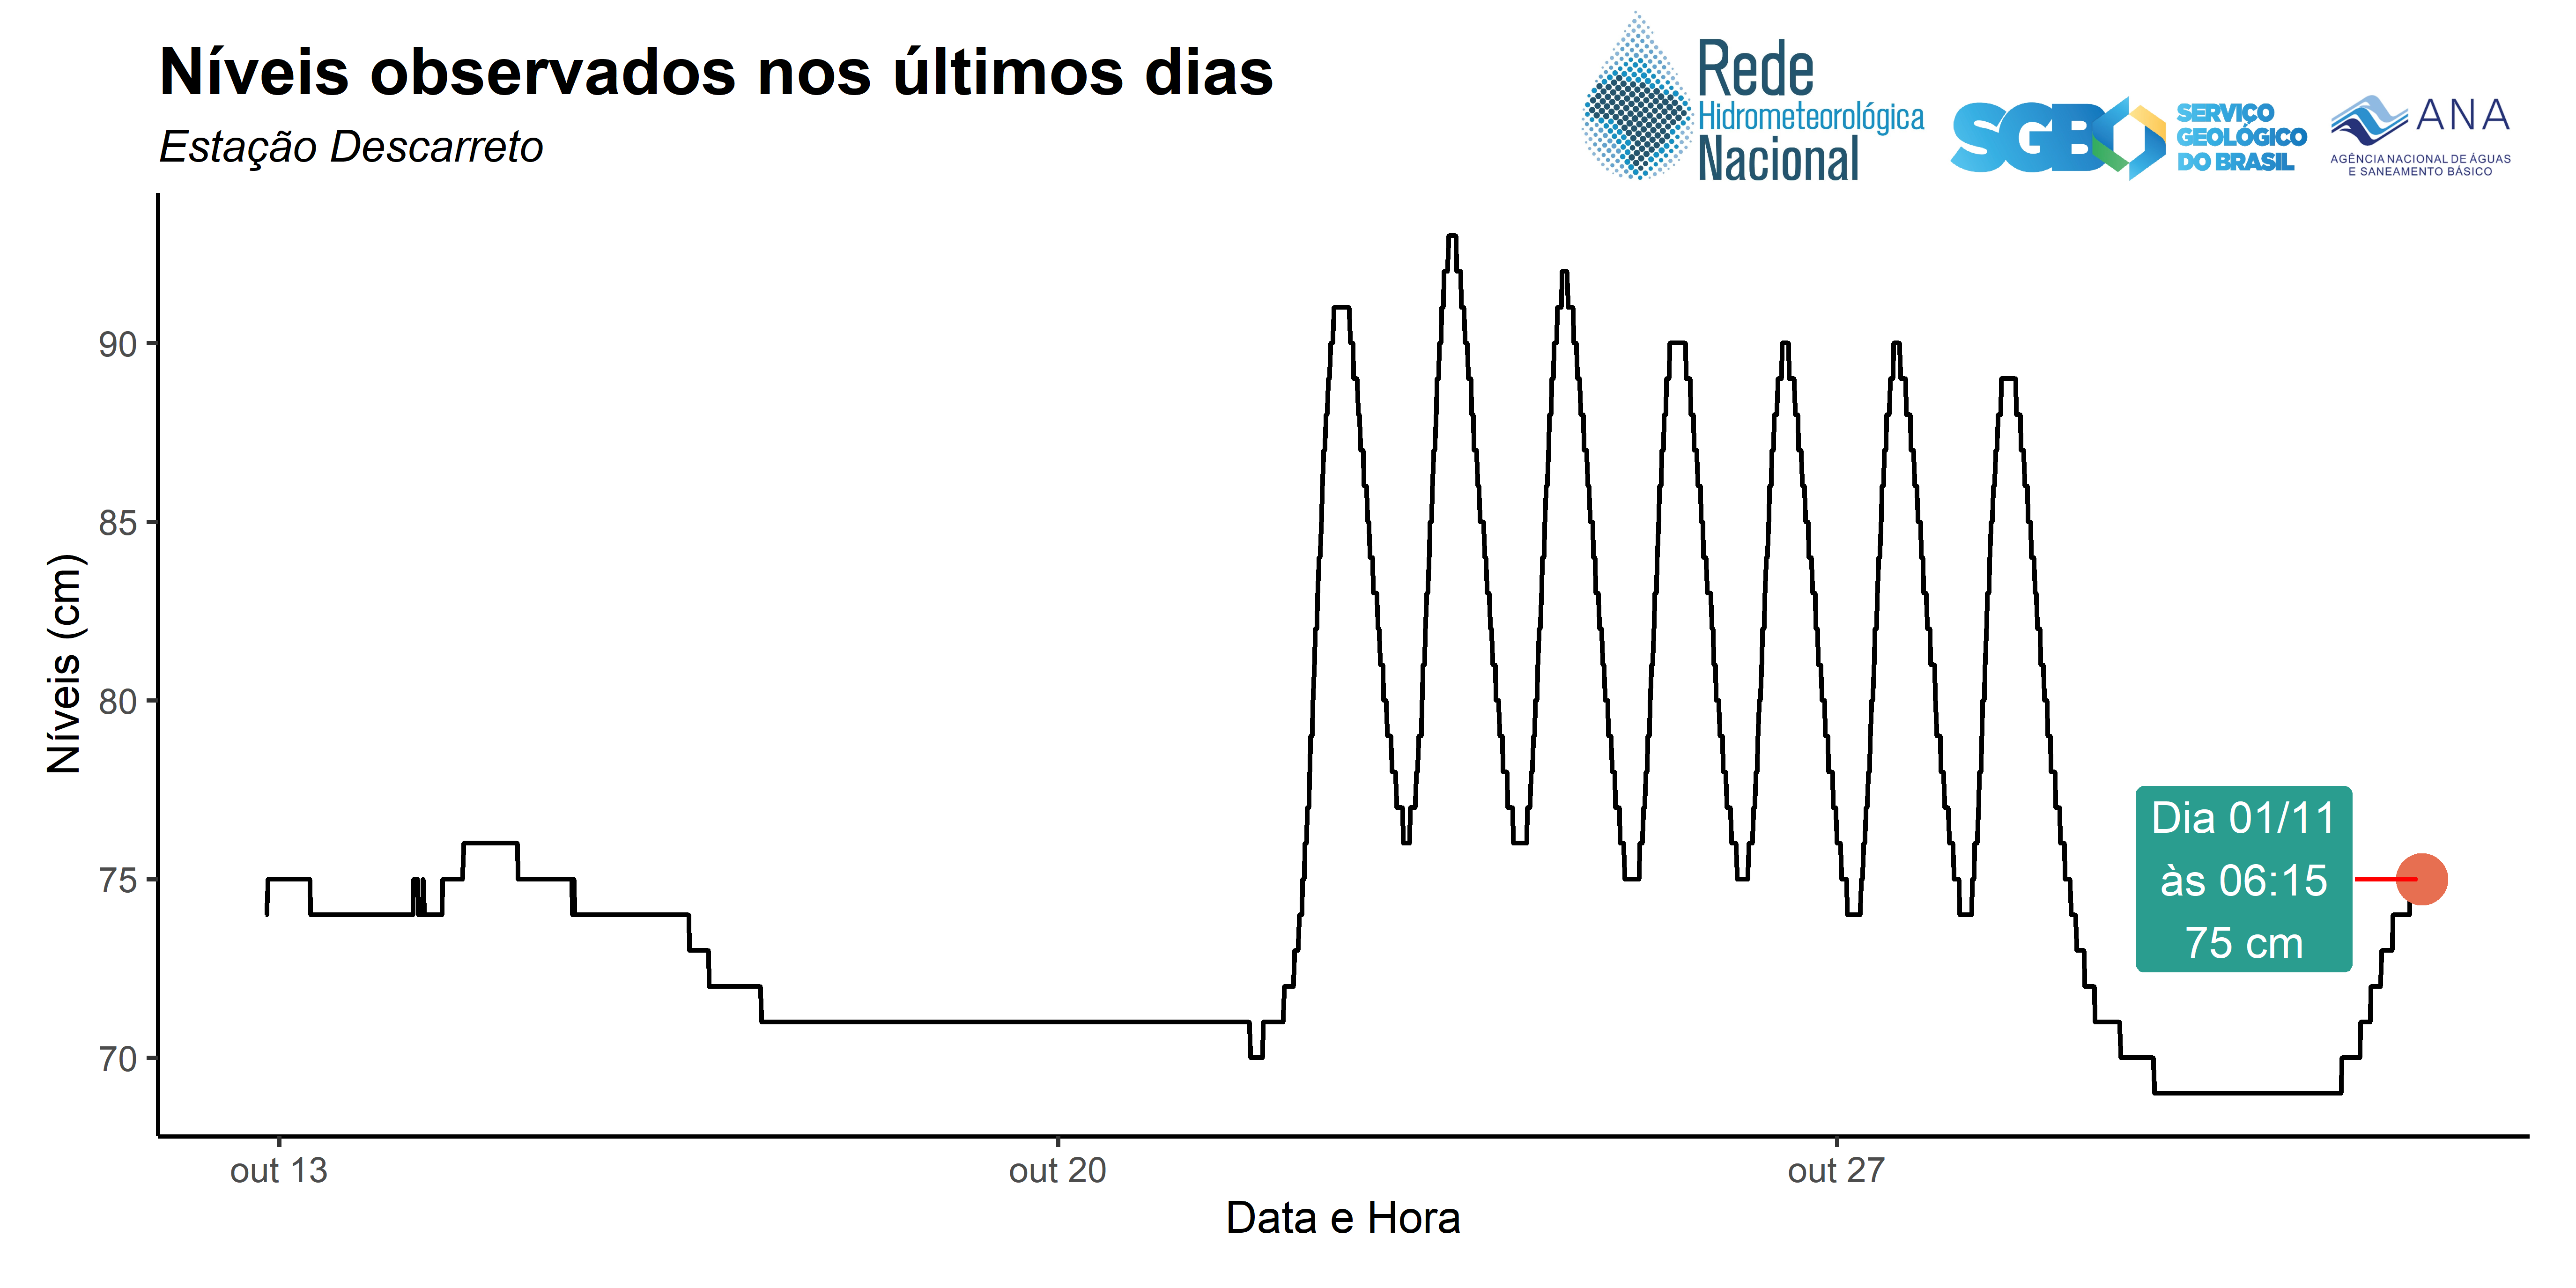 Níveis observados nos últimos dias
Estação Descarreto
Rede
Hidrometeorológica
Nacional
SGB
SERVIÇO
GEOLÓGICO
DO BRASIL
ANA
AGÊNCIA NACIONAL DE ÁGUAS
E SANEAMENTO BÁSICO
Níveis (cm)
90
85
80
75
70
Dia 01/11
às 06:15
75 cm
out 13
out 20
out 27
Data e Hora